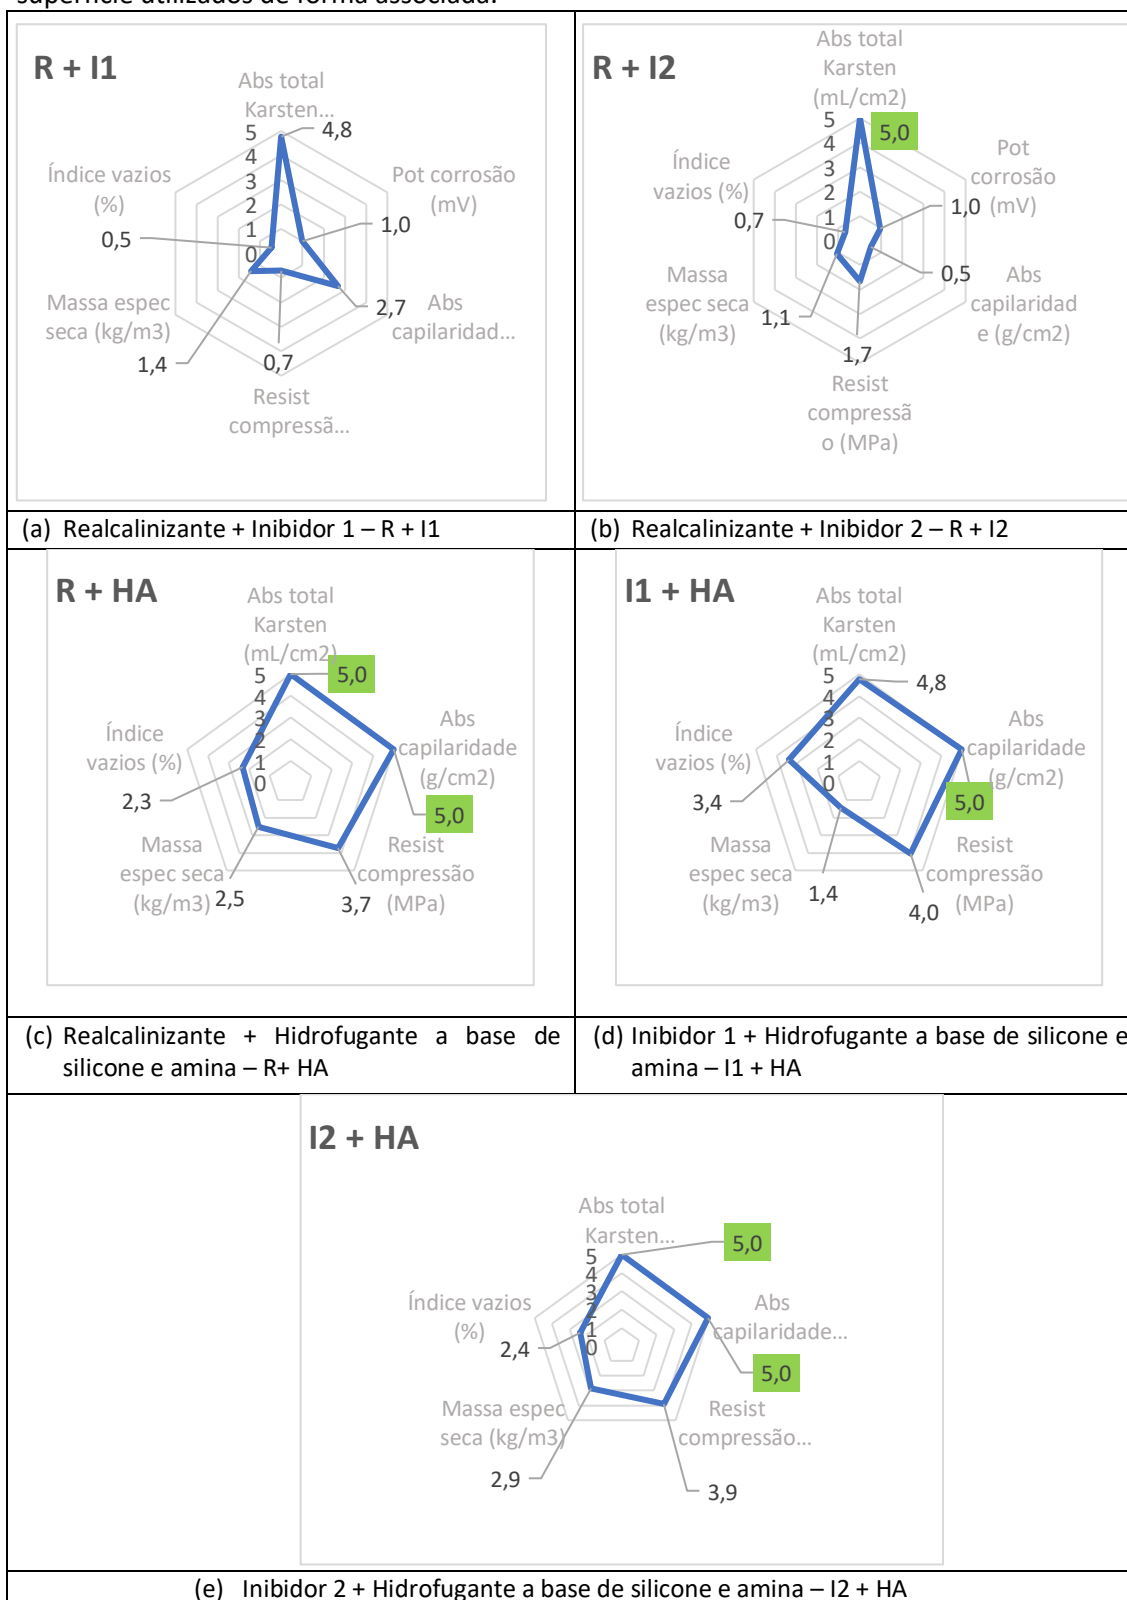 superfície utilizados de forma associada.
R + I1
Abs total
Karsten...
5
4
3
2
1
0
4,8
Pot corrosão
(mV)
1,0
2,7
Abs
capilaridad...
0,7
Resist
compressã...
Massa espec
seca (kg/m3)
1,4
Índice vazios
(%)
0,5
R + I2
Abs total
Karsten
(mL/cm2)
5
4
3
2
1
0
5,0
Pot
corrosão
(mV)
1,0
0,5
Abs
capilaridad
e (g/cm2)
1,7
Resist
compressã
o (MPa)
Massa
espec seca
(kg/m3)
1,1
Índice
vazios (%)
0,7
(a) Realcalinizante + Inibidor 1 – R + I1
(b) Realcalinizante + Inibidor 2 – R + I2
R + HA
Abs total
Karsten
(mL/cm2)
5
4
3
2
1
0
5,0
Abs
capilaridade
(g/cm2)
5,0
Resist
compressão
(MPa)
3,7
Massa
espec seca
(kg/m3)
2,5
Índice
vazios (%)
2,3
I1 + HA
Abs total
Karsten
(mL/cm2)
5
4
3
2
1
0
4,8
Abs
capilaridade
(g/cm2)
5,0
Resist
compressão
(MPa)
4,0
Massa
espec seca
(kg/m3)
1,4
Índice
vazios (%)
3,4
(c) Realcalinizante + Hidrofugante a base de
silicone e amina – R+ HA
(d) Inibidor 1 + Hidrofugante a base de silicone e
amina – I1 + HA
I2 + HA
Abs total
Karsten...
5
4
3
2
1
0
5,0
Abs
capilaridade...
5,0
Resist
compressão...
3,9
Massa espec
seca (kg/m3)
2,9
Índice vazios
(%)
2,4
(e) Inibidor 2 + Hidrofugante a base de silicone e amina – I2 + HA